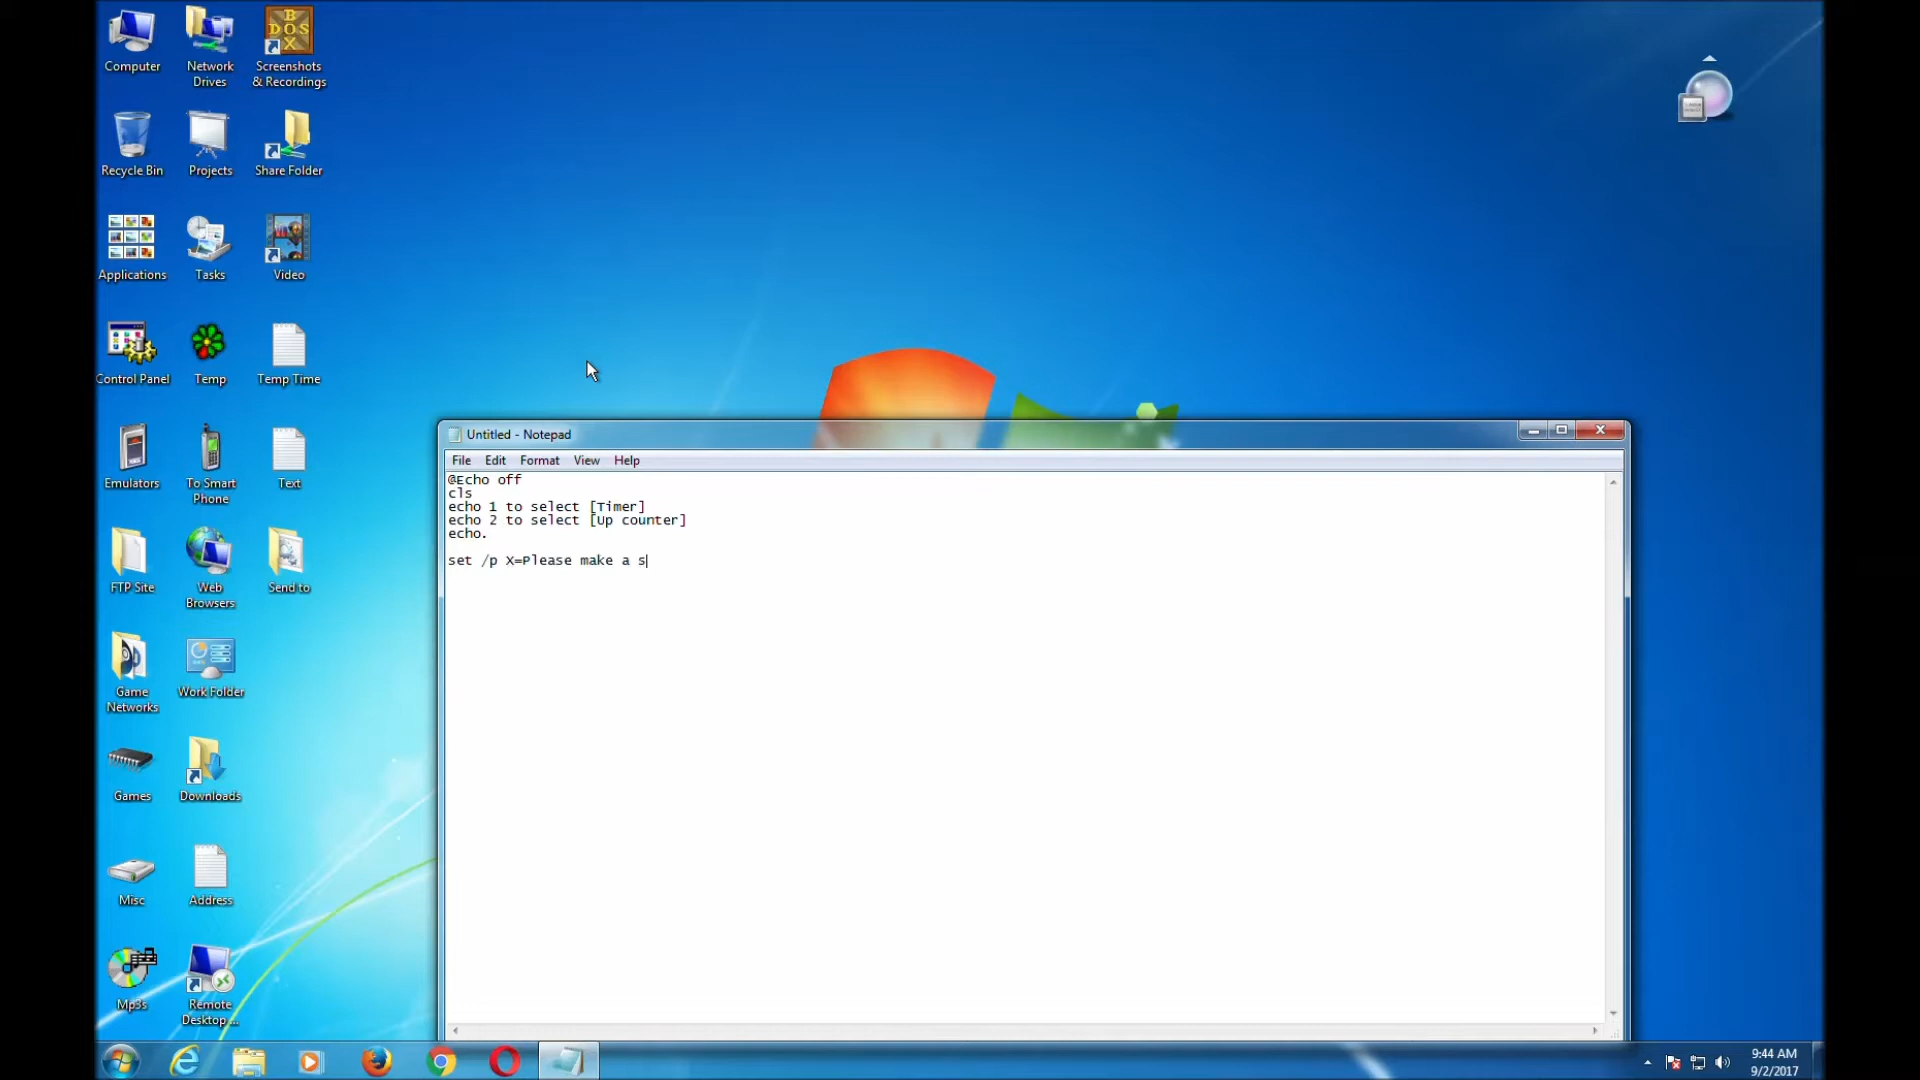 Computer
Network
Drives
Screenshots
& Recordings
BOX
DOS
Recycle Bin
Projects
Share Folder
Applications
Tasks
Video
Control Panel
Temp
Temp Time
Emulators
To Smart
Phone
Text
FTP Site
Web
Browsers
Send to
Game
Networks
Work Folder
Games
Downloads
Misc
Address
Mp3s
Remote
Desktop ...
Untitled - Notepad
File Edit Format View Help
@Echo off
cls
echo 1 to select [Timer]
echo 2 to select [Up counter]
echo.
set /p X=Please make a s
9:44 AM
9/2/2017